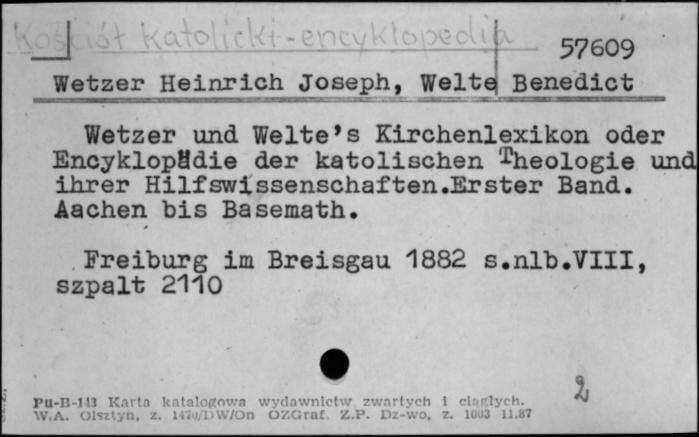 Kościół katolicki-encyklopedia
57609
Wetzer Heinrich Joseph, Welte Benedict
Wetzer und Welte's Kirchenlexikon oder
Encyklopädie der katolischen Theologie und
ihrer Hilfswissenschaften.Erster Band.
Aachen bis Basemath.
Freiburg im Breisgau 1882 s.nlb.VIII,
szpalt 2110
2
Pu-B-143 Karta katalogowa wydawnictw zwartych i ciągłych.
W.A. Olsztyn, z. 1470/DW/On OZGraf. Z.P. Dz-wo, z. 1003 11.87